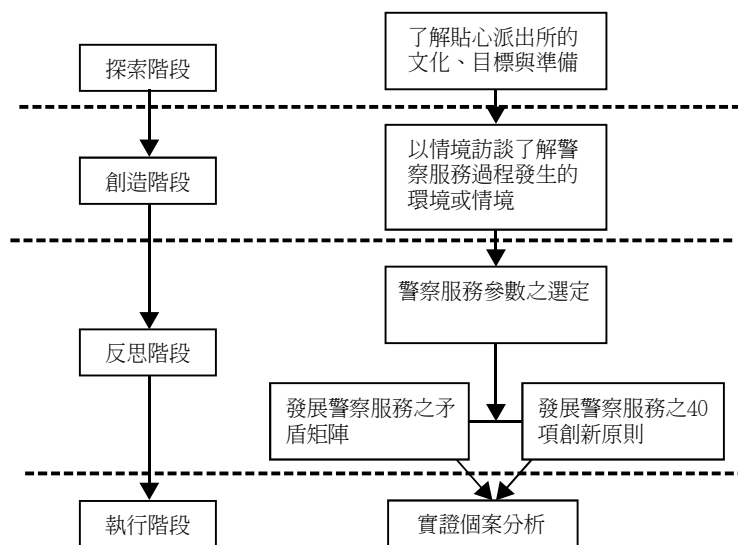 探索階段
了解貼心派出所的
文化、目標與準備
創造階段
以情境訪談了解警
察服務過程發生的
環境或情境
警察服務參數之選定
反思階段
發展警察服務之矛
盾矩陣
發展警察服務之40
項創新原則
執行階段
實證個案分析